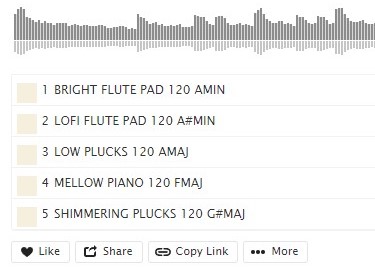 1 BRIGHT FLUTE PAD 120 AMIN
2 LOFI FLUTE PAD 120 A#MIN
3 LOW PLUCKS 120 AMAJ
4 MELLOW PIANO 120 FMAJ
5 SHIMMERING PLUCKS 120 G#MAJ
Like Share Copy Link More